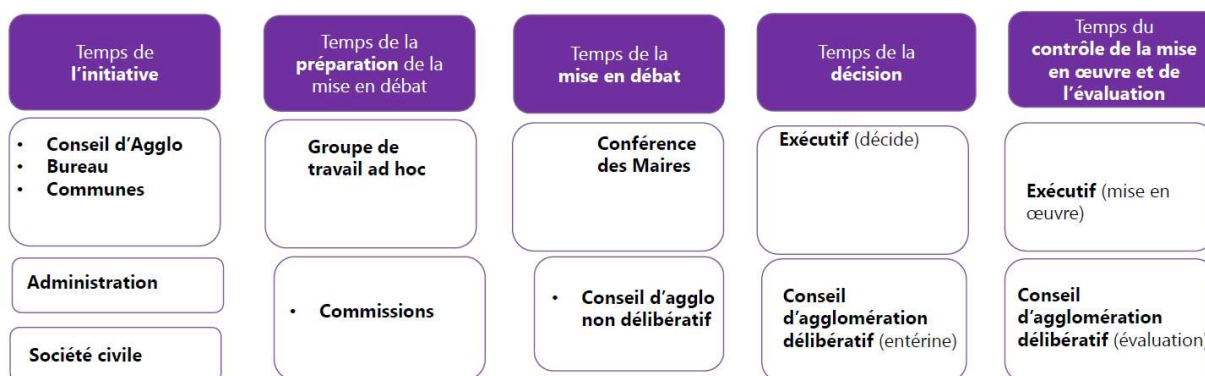 Temps de
l'initiative
Temps de la
préparation de la
mise en débat
Temps de la
mise en débat
Temps de la
décision
Temps du
contrôle de la mise
en œuvre et de
l'évaluation
• Conseil d'Agglo
• Bureau
• Communes
Groupe de
travail ad hoc
Conférence
des Maires
Exécutif (décide)
Exécutif (mise en
œuvre)
Administration
Société civile
• Commissions
• Conseil d'agglo
non délibératif
Conseil
d'agglomération
délibératif (entérine)
Conseil
d'agglomération
délibératif (évaluation)